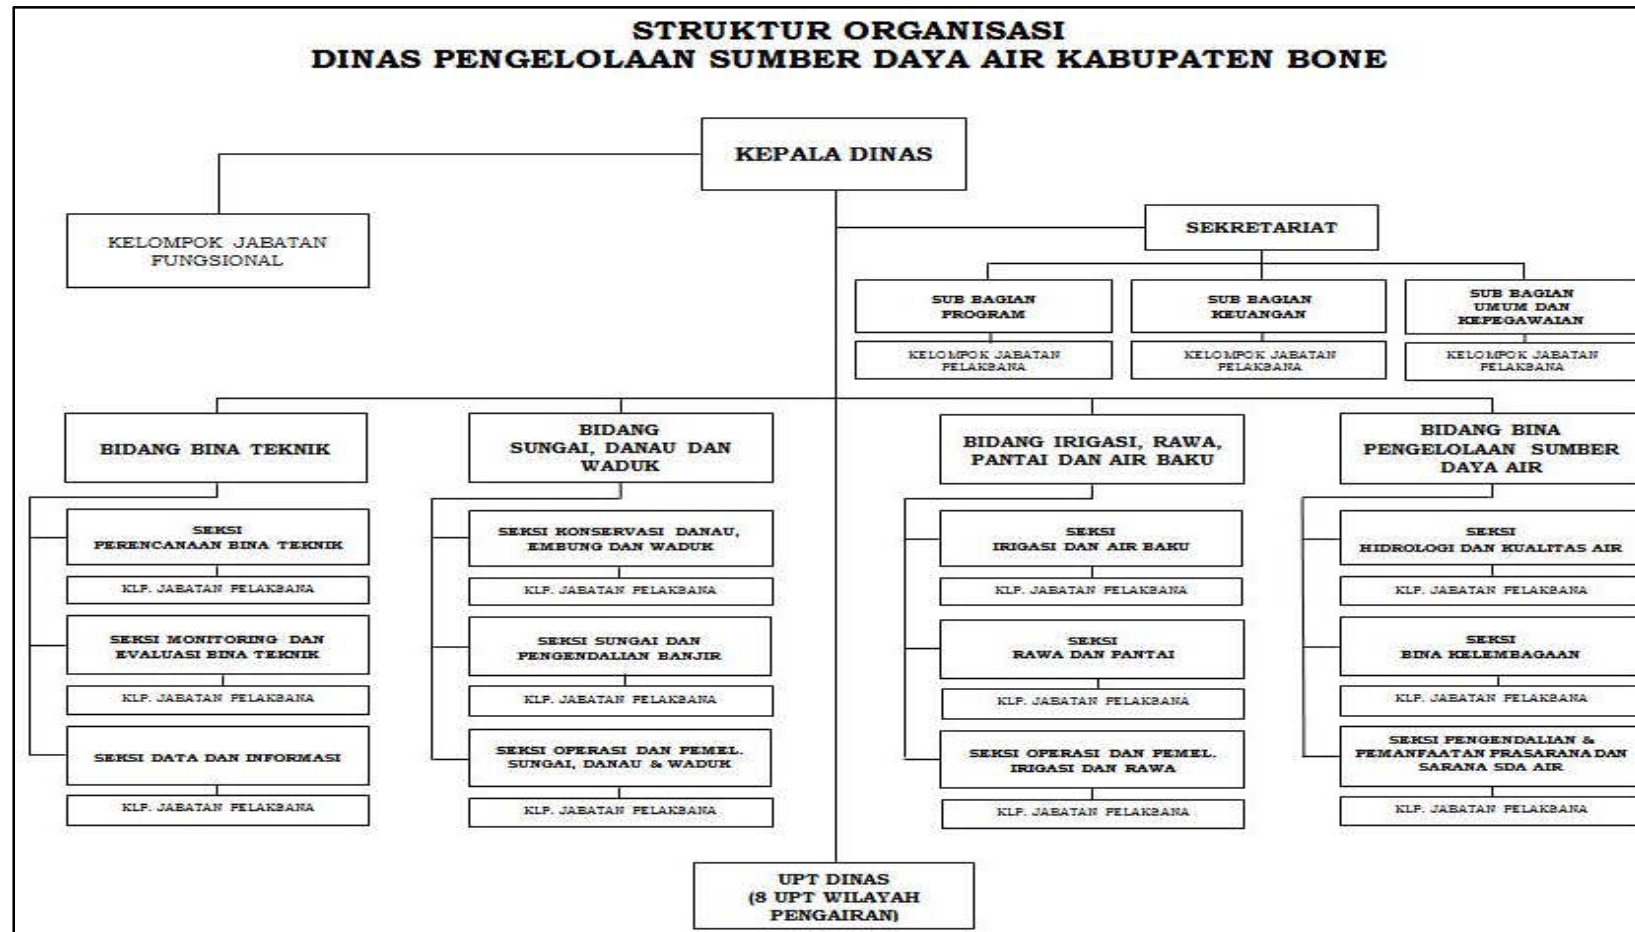 STRUKTUR ORGANISASI
DINAS PENGELOLAAN SUMBER DAYA AIR KABUPATEN BONE
KEPALA DINAS
KELOMPOK JABATAN
FUNGSIONAL
SEKRETARIAT
SUB BAGIAN
PROGRAM
SUB BAGIAN
KEUANGAN
SUB BAGIAN
UMUM DAN
KEPEGAWAIAN
KELOMPOK JABATAN
PELAKSANA
KELOMPOK JABATAN
PELAKSANA
KELOMPOK JABATAN
PELAKSANA
BIDANG BINA TEKNIK
BIDANG
SUNGAI, DANAU DAN
WADUK
BIDANG IRIGASI, RAWA,
PANTAI DAN AIR BAKU
BIDANG BINA
PENGELOLAAN SUMBER
DAYA AIR
SEKSI
PERENCANAAN BINA TEKNIK
SEKSI KONSERVASI DANAU,
EMBUNG DAN WADUK
SEKSI
IRIGASI DAN AIR BAKU
SEKSI
HIDROLOGI DAN KUALITAS AIR
KLP. JABATAN PELAKSANA
KLP. JABATAN PELAKSANA
KLP. JABATAN PELAKSANA
KLP. JABATAN PELAKSANA
SEKSI MONITORING DAN
EVALUASI BINA TEKNIK
SEKSI SUNGAI DAN
PENGENDALIAN BANJIR
SEKSI
RAWA DAN PANTAI
SEKSI
BINA KELEMBAGAAN
KLP. JABATAN PELAKSANA
KLP. JABATAN PELAKSANA
KLP. JABATAN PELAKSANA
KLP. JABATAN PELAKSANA
SEKSI DATA DAN INFORMASI
SEKSI OPERASI DAN PEMEL.
SUNGAI, DANAU & WADUK
SEKSI OPERASI DAN PEMEL.
IRIGASI DAN RAWA
SEKSI PENGENDALIAN &
PEMANFAATAN PRASARANA DAN
SARANA SDA AIR
KLP. JABATAN PELAKSANA
KLP. JABATAN PELAKSANA
KLP. JABATAN PELAKSANA
KLP. JABATAN PELAKSANA
UPT DINAS
(8 UPT WILAYAH
PENGAIRAN)